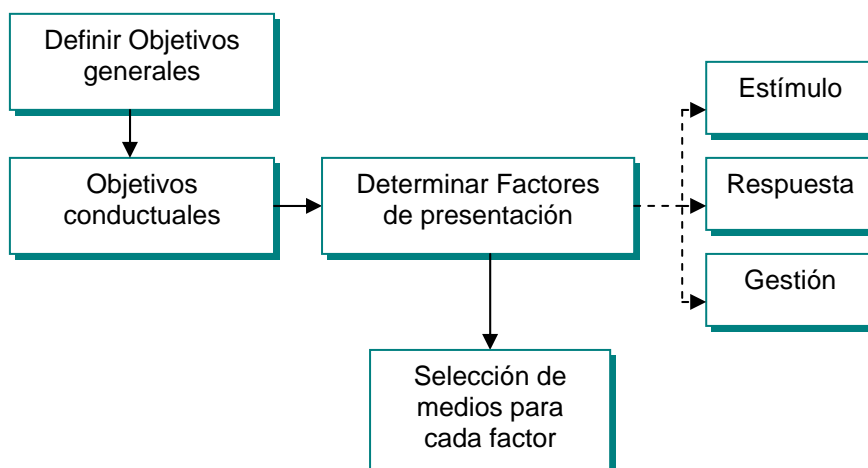 Definir Objetivos
generales
Objetivos
conductuales
Determinar Factores
de presentación
Estímulo
Respuesta
Gestión
Selección de
medios para
cada factor